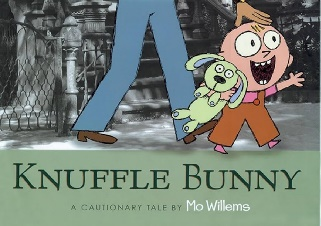 KNUFFLE BUNNY
A CAUTIONARY TALE BY Mo Willems